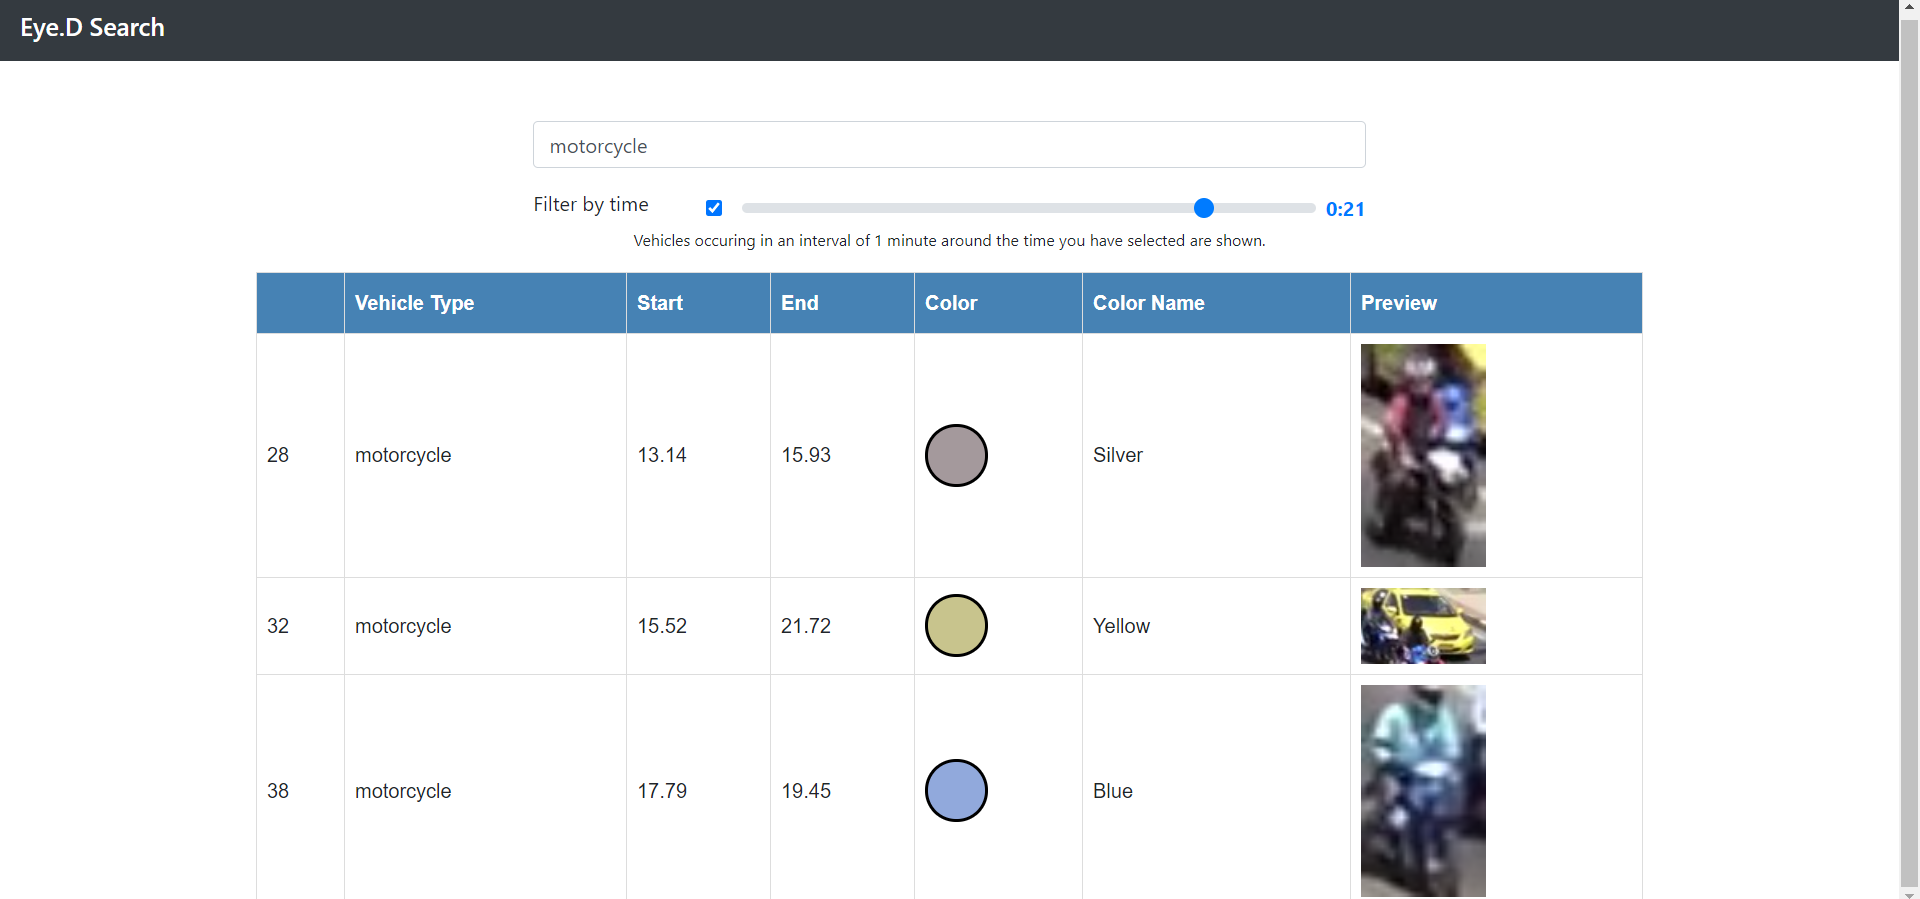 Eye.D Search
motorcycle
Filter by time 0:21
Vehicles occuring in an interval of 1 minute around the time you have selected are shown.
Vehicle Type Start End Color Color Name Preview
28 motorcycle 13.14 15.93 Silver
32 motorcycle 15.52 21.72 Yellow
38 motorcycle 17.79 19.45 Blue